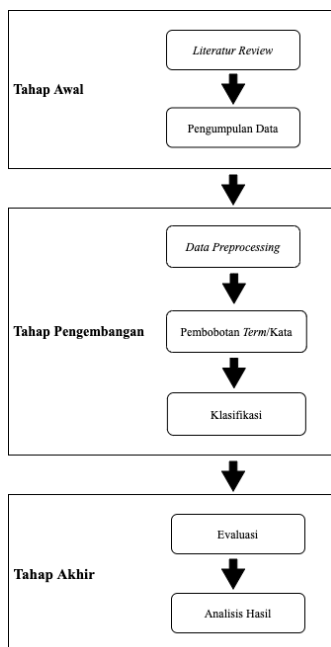 Literatur Review
Tahap Awal
Pengumpulan Data
Data Preprocessing
Tahap Pengembangan
Pembobotan Term/Kata
Klasifikasi
Evaluasi
Tahap Akhir
Analisis Hasil